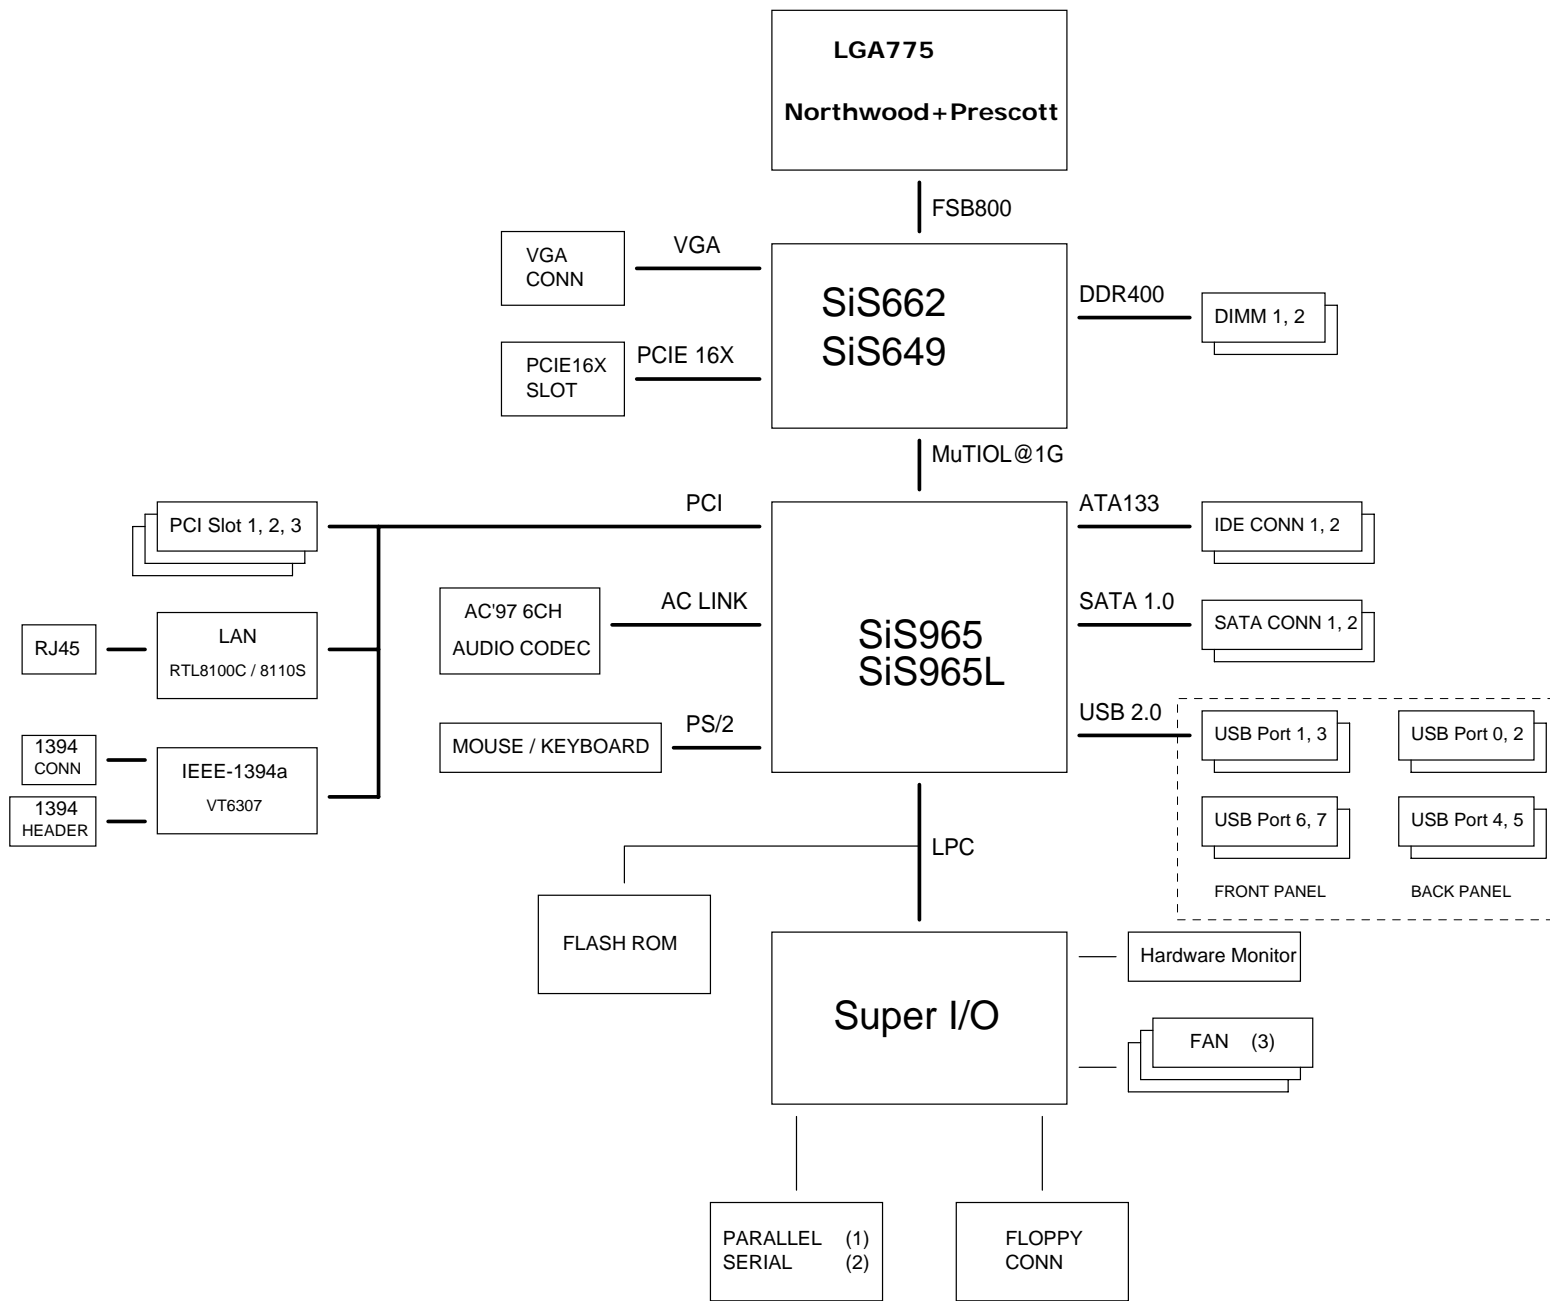 LGA775
Northwood+Prescott
FSB800
VGA
CONN
VGA
SiS662
SiS649
DDR400
DIMM 1, 2
PCIE16X
SLOT
PCIE 16X
MuTIOL@1G
PCI Slot 1, 2, 3
PCI
ATA133
IDE CONN 1, 2
AC'97 6CH
AUDIO CODEC
AC LINK
SiS965
SiS965L
SATA 1.0
SATA CONN 1, 2
RJ45
LAN
RTL8100C / 8110S
MOUSE / KEYBOARD
PS/2
USB 2.0
USB Port 1, 3
USB Port 0, 2
1394
CONN
IEEE-1394a
VT6307
1394
HEADER
USB Port 6, 7
USB Port 4, 5
LPC
FRONT PANEL
BACK PANEL
FLASH ROM
Super I/O
Hardware Monitor
FAN (3)
PARALLEL (1)
SERIAL (2)
FLOPPY
CONN